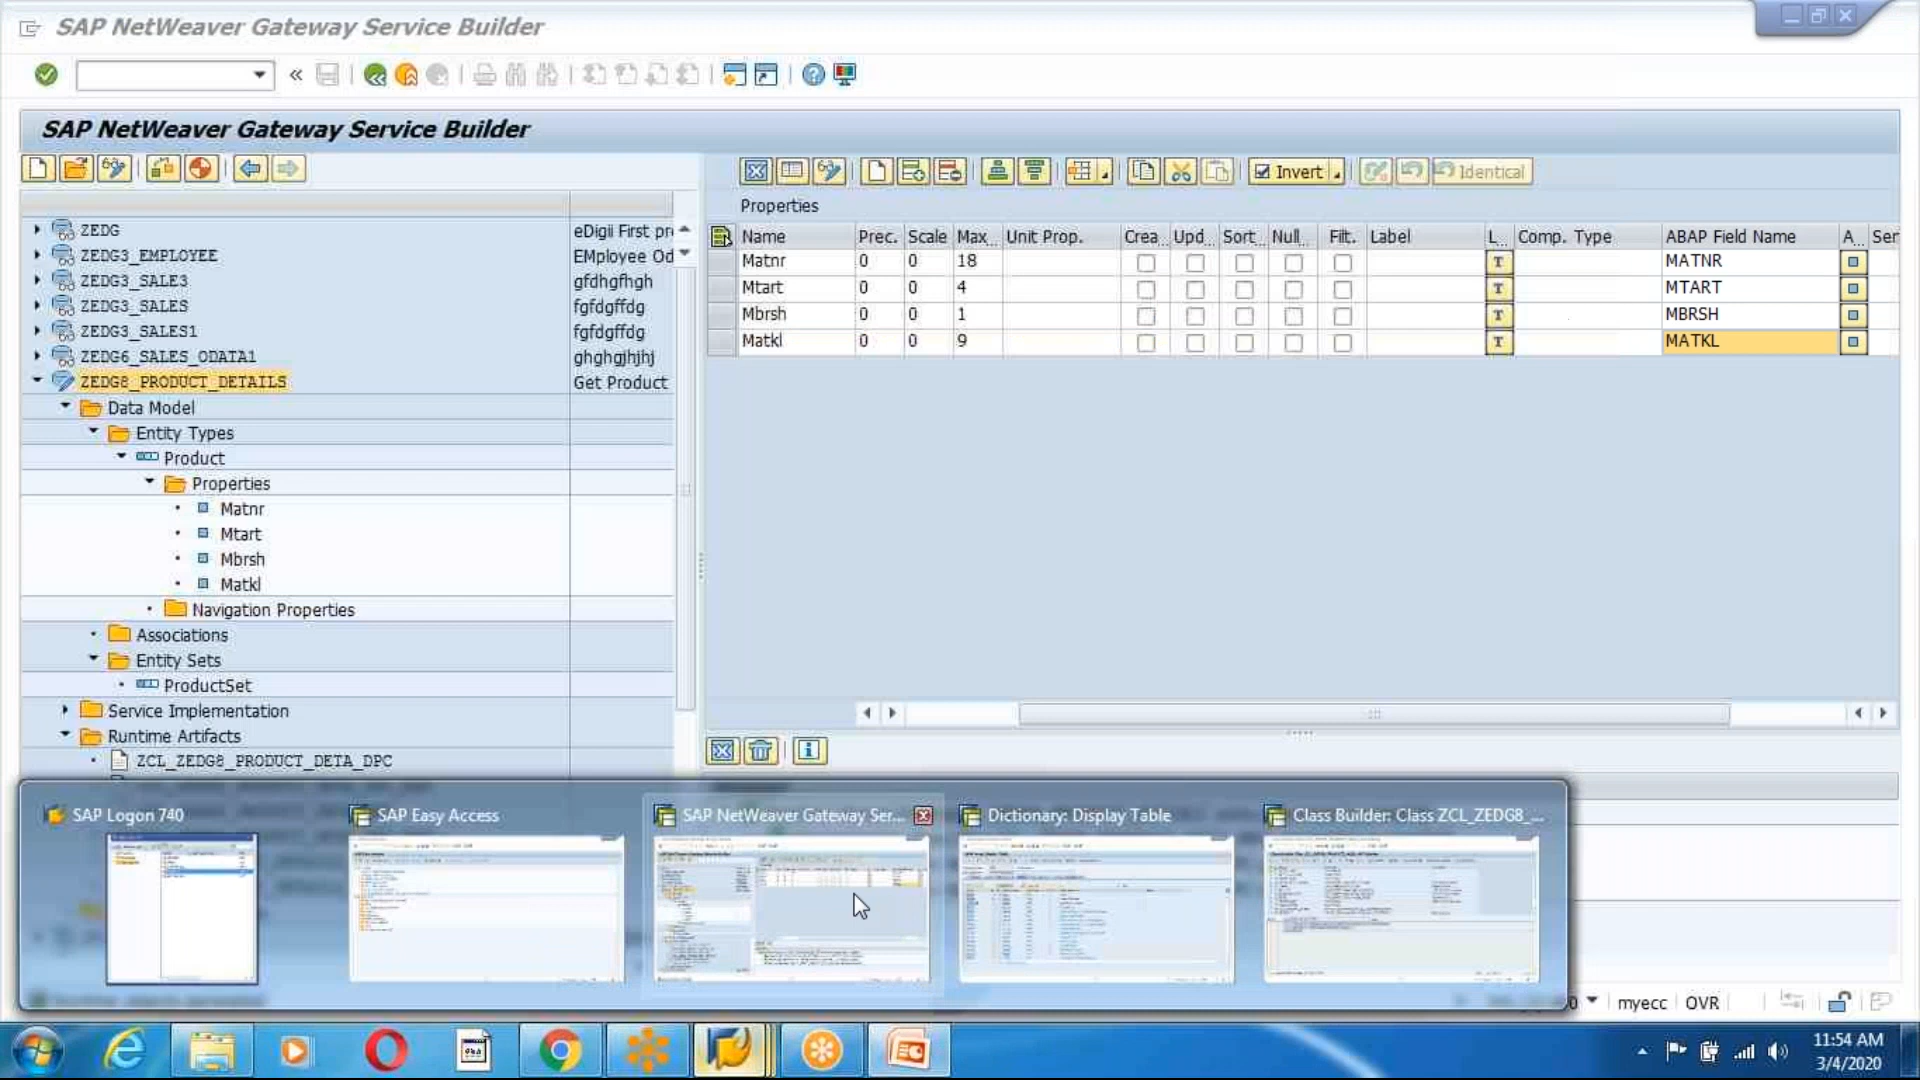 SAP NetWeaver Gateway Service Builder
SAP NetWeaver Gateway Service Builder
Invert
Identical
Properties
Name Prec. Scale Max... Unit Prop. Crea... Upd... Sort... Null... Filt. Label L... Comp. Type ABAP Field Name A... Ser
Matnr 0 0 18 T MATNR
Mtart 0 0 4 T MTART
Mbrsh 0 0 1 T MBRSH
Matkl 0 0 9 T MATKL
ZEDG eDigii First pr
ZEDG3_EMPLOYEE EMployee Od
ZEDG3_SALE3 gfdhgfhgh
ZEDG3_SALES fgfdgffdg
ZEDG3_SALES1 fgfdgffdg
ZEDG6_SALES_ODATA1 ghghgjhjhj
ZEDG8_PRODUCT_DETAILS Get Product
Data Model
Entity Types
Product
Properties
Matnr
Mtart
Mbrsh
Matkl
Navigation Properties
Associations
Entity Sets
ProductSet
Service Implementation
Runtime Artifacts
ZCL_ZEDG8_PRODUCT_DETA_DPC
SAP Logon 740 SAP Easy Access SAP NetWeaver Gateway Ser... Dictionary: Display Table Class Builder: Class ZCL_ZEDG8_...
myecc OVR
11:54 AM
3/4/2020